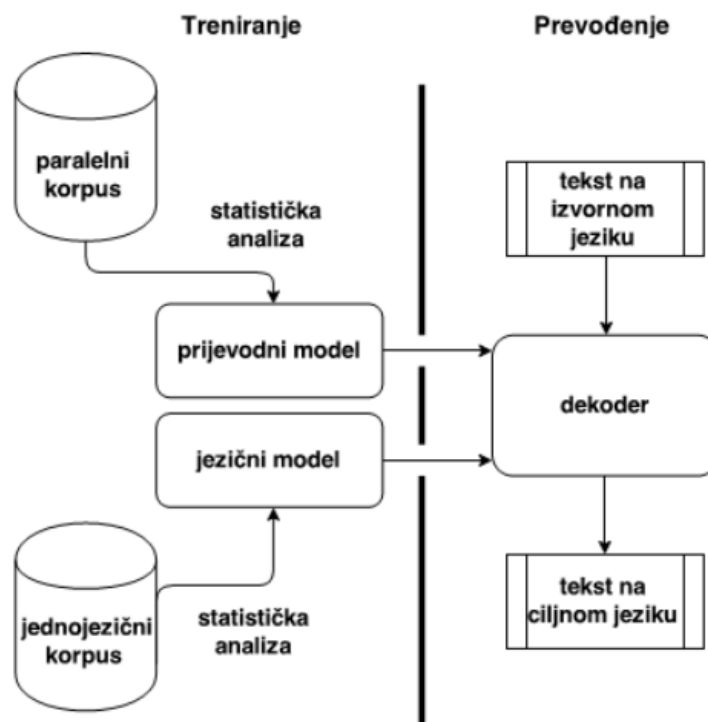 Treniranje
Prevođenje
paralelni
korpus
statistička
analiza
prijevodni model
jezični model
jednojezični
korpus
statistička
analiza
tekst na
izvornom
jeziku
dekoder
tekst na
ciljnom jeziku